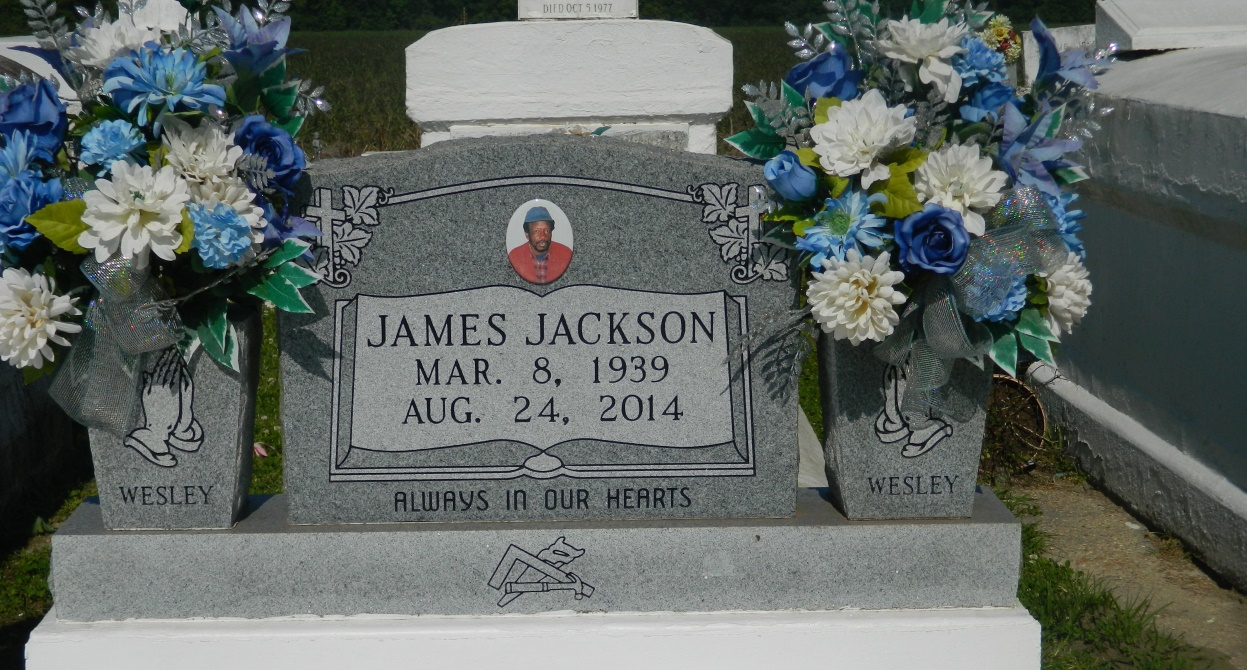 DIED OCT 5 1977
JAMES JACKSON
MAR. 8, 1939
AUG. 24, 2014
WESLEY
ALWAYS IN OUR HEARTS
WESLEY